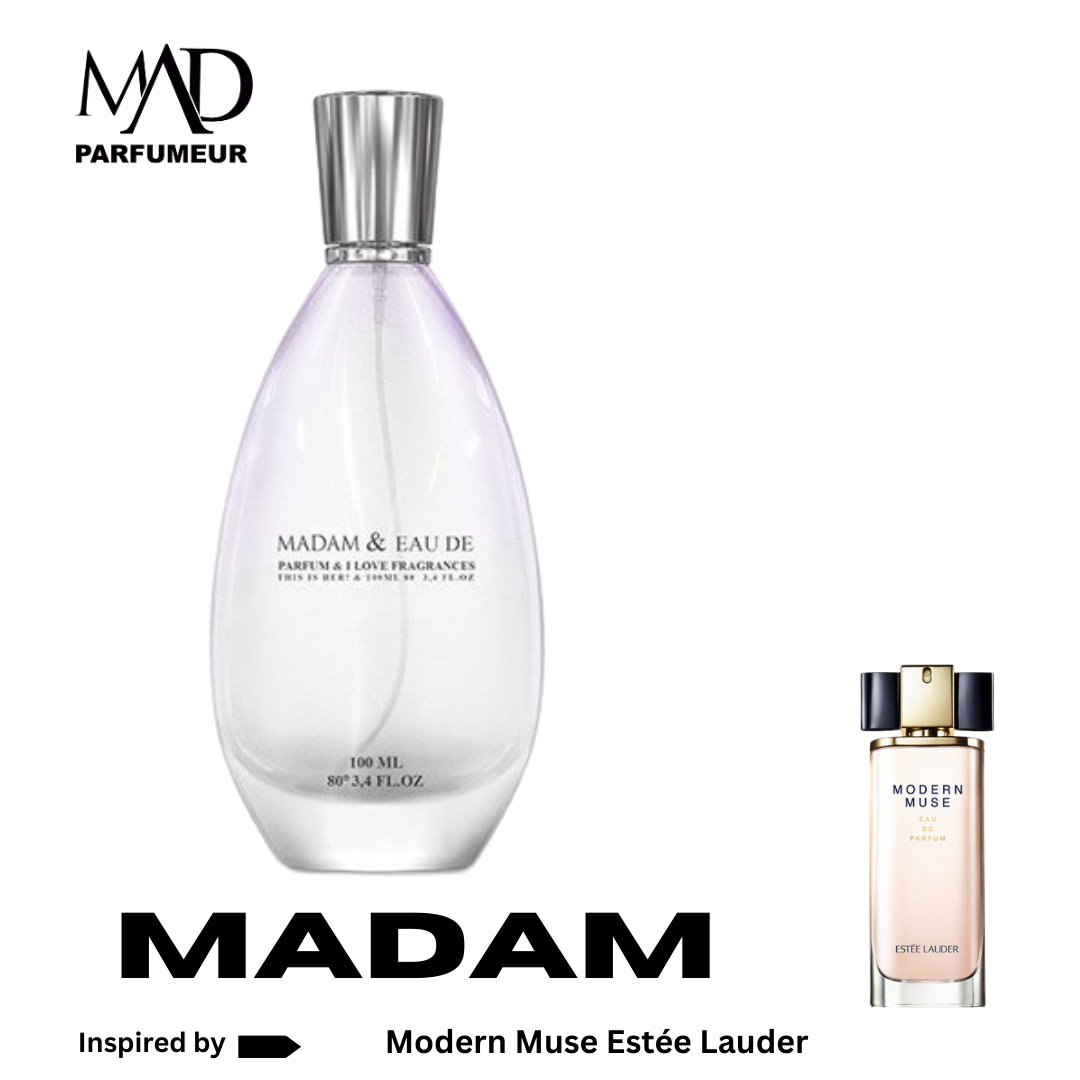 MAD
PARFUMEUR
MADAM & EAU DE
PARFUM & I LOVE FRAGRANCES
THIS IS HER! & 100ML 80 3,4 FL.OZ
100 ML
80° 3,4 FL.OZ
MODERN
MUSE
EAU
DE
PARFUM
ESTÉE LAUDER
MADAM
Inspired by
Modern Muse Estée Lauder